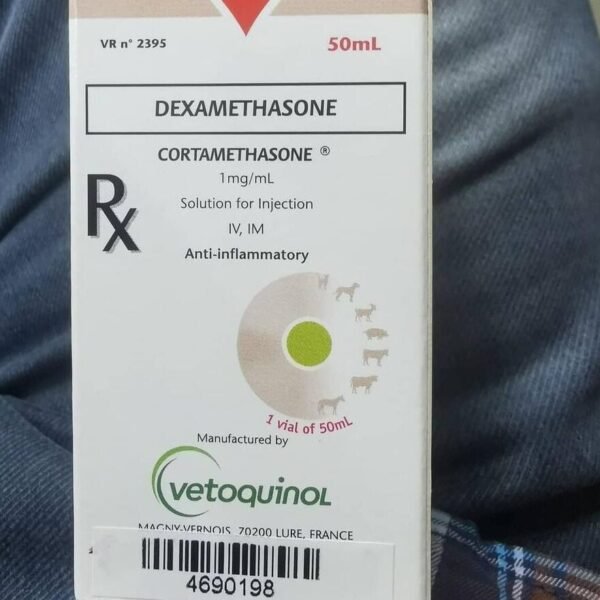 VR n° 2395
50mL
DEXAMETHASONE
CORTAMETHASONE ®
1mg/mL
Solution for Injection
IV, IM
Rx
Anti-inflammatory
1 vial of 50mL
Manufactured by
vetoquinol
MAGNY-VERNOIS 70200 LURE, FRANCE
4690198